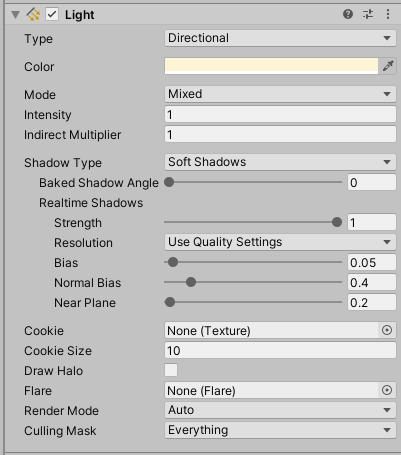 Light
Type Directional
Color
Mode Mixed
Intensity 1
Indirect Multiplier 1
Shadow Type Soft Shadows
Baked Shadow Angle 0
Realtime Shadows
Strength 1
Resolution Use Quality Settings
Bias 0.05
Normal Bias 0.4
Near Plane 0.2
Cookie None (Texture)
Cookie Size 10
Draw Halo
Flare None (Flare)
Render Mode Auto
Culling Mask Everything